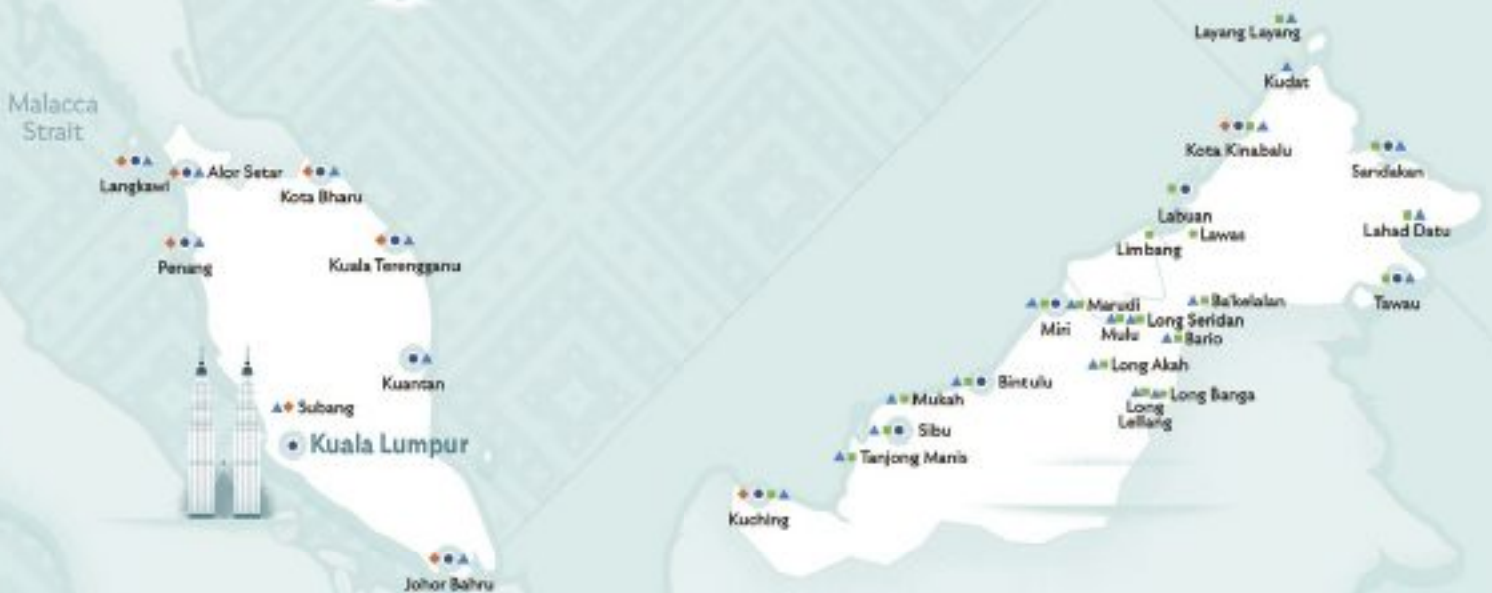 Layang Layang
Kudat
Malacca
Strait
Kota Kinabalu
Sandakan
Langkawi
Alor Setar
Kota Bharu
Labuan
Lahad Datu
Limbang
Lawas
Penang
Kuala Terengganu
Tawau
Miri
Marudi
Ba'kelalan
Mulu
Long Seridan
Bario
Long Akah
Kuantan
Bintulu
Mukah
Long Banga
Long
Lellang
Subang
Sibu
Kuala Lumpur
Tanjong Manis
Kuching
Johor Bahru